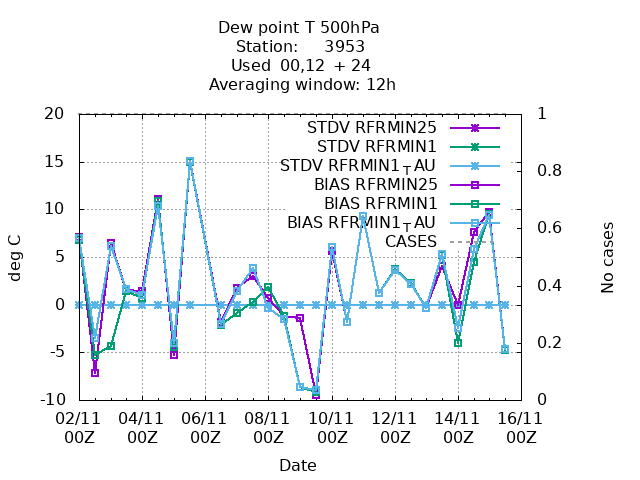 Dew point T 500hPa
Station: 3953
Used 00,12 + 24
Averaging window: 12h
20
15
10
5
0
-5
-10
1
0.8
0.6
0.4
0.2
0
deg C
No cases
STDV RFRMIN25
STDV RFRMIN1
STDV RFRMIN1TAU
BIAS RFRMIN25
BIAS RFRMIN1
BIAS RFRMIN1TAU
CASES
02/11 04/11 06/11 08/11 10/11 12/11 14/11 16/11
00Z 00Z 00Z 00Z 00Z 00Z 00Z 00Z
Date